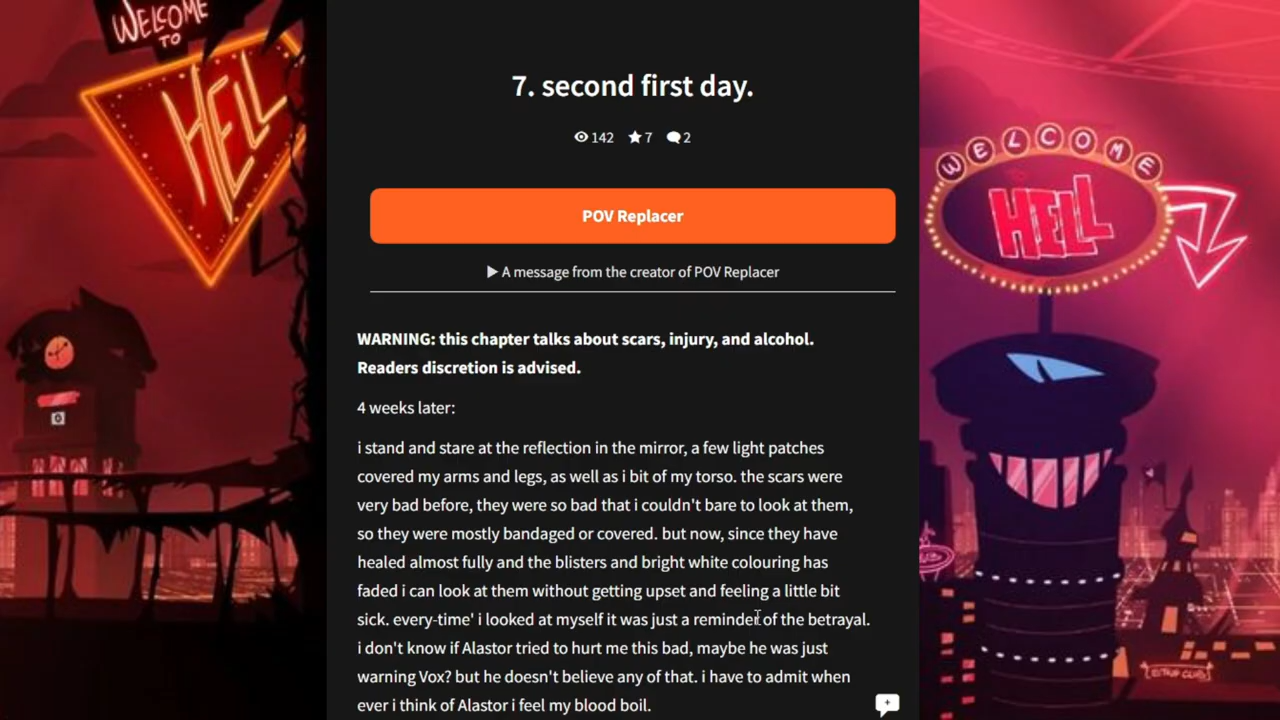 WELCOME
TO
HELL
7. second first day.
142 7 2
POV Replacer
▶ A message from the creator of POV Replacer
WARNING: this chapter talks about scars, injury, and alcohol.
Readers discretion is advised.
4 weeks later:
i stand and stare at the reflection in the mirror, a few light patches
covered my arms and legs, as well as i bit of my torso. the scars were
very bad before, they were so bad that i couldn't bare to look at them,
so they were mostly bandaged or covered. but now, since they have
healed almost fully and the blisters and bright white colouring has
faded i can look at them without getting upset and feeling a little bit
sick. every-time' i looked at myself it was just a reminder of the betrayal.
i don't know if Alastor tried to hurt me this bad, maybe he was just
warning Vox? but he doesn't believe any of that. i have to admit when
ever i think of Alastor i feel my blood boil.
WELCOME
TO
HELL